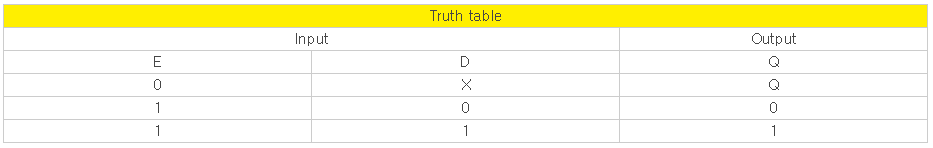 Truth table
Input Output
E D Q
0 X Q
1 0 0
1 1 1